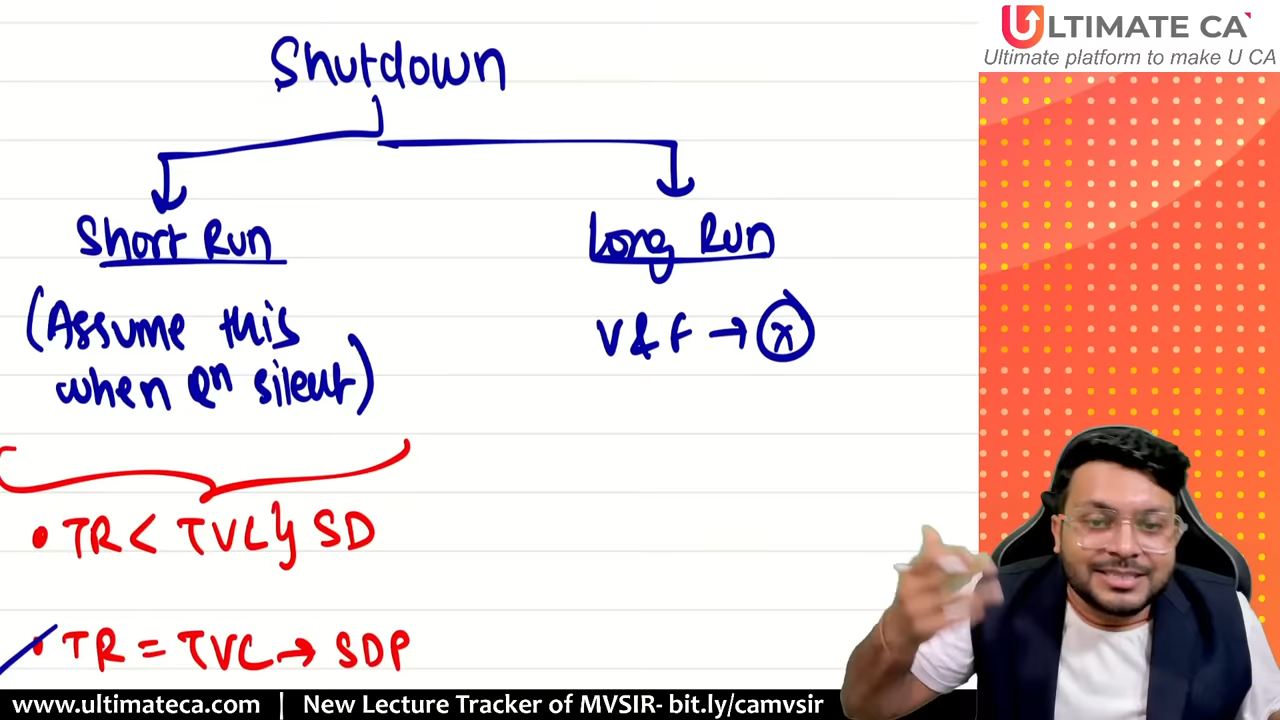 ULTIMATE CA
Ultimate platform to make U CA
Shutdown
Short Run
(Assume this
when Qn silent)
• TR < TVC } SD
• TR = TVC → SDP
Long Run
V & F → x
www.ultimateca.com | New Lecture Tracker of MVSIR- bit.ly/camvsir